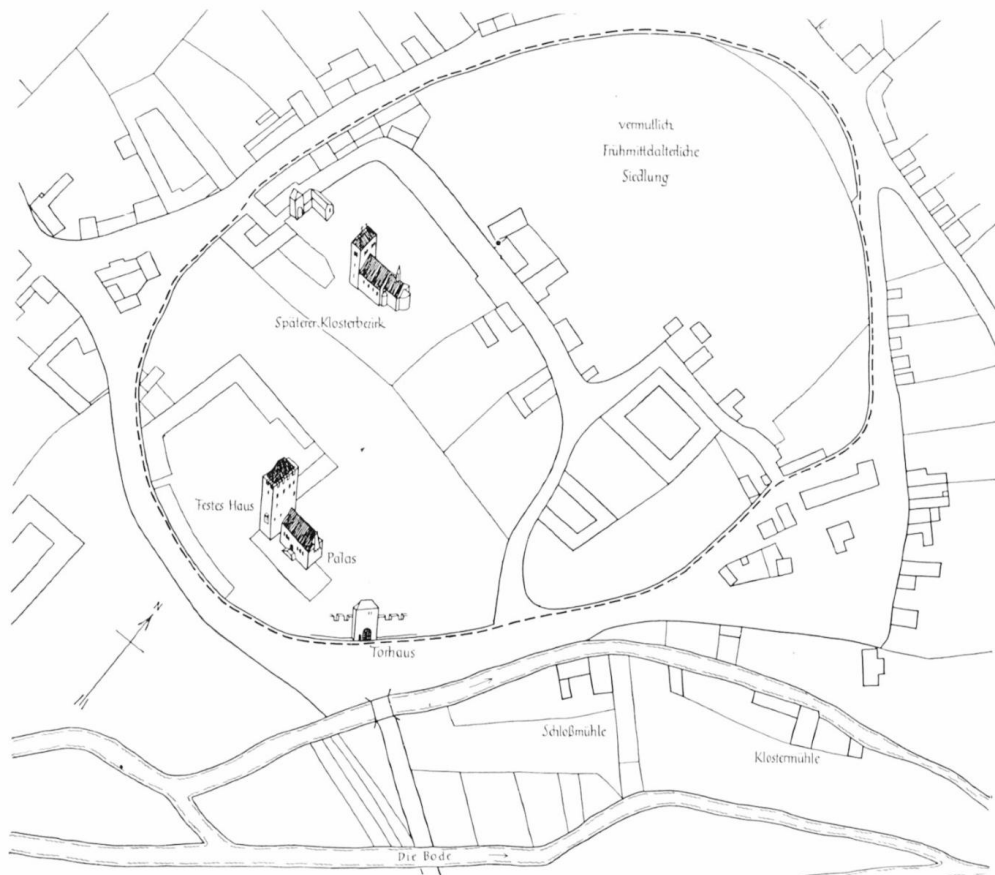 vermutlich
Frühmittelalterliche
Siedlung
Späterer Klosterbezirk
Festes Haus
Palas
Torhaus
N
Schloßmühle
Klostermühle
Die Bode